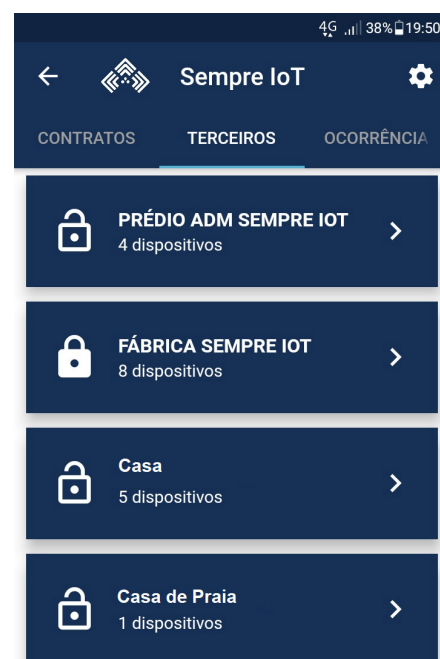 4G 38% 19:50
Sempre IoT
CONTRATOS TERCEIROS OCORRÊNCIA
PRÉDIO ADM SEMPRE IOT
4 dispositivos
FÁBRICA SEMPRE IOT
8 dispositivos
Casa
5 dispositivos
Casa de Praia
1 dispositivos